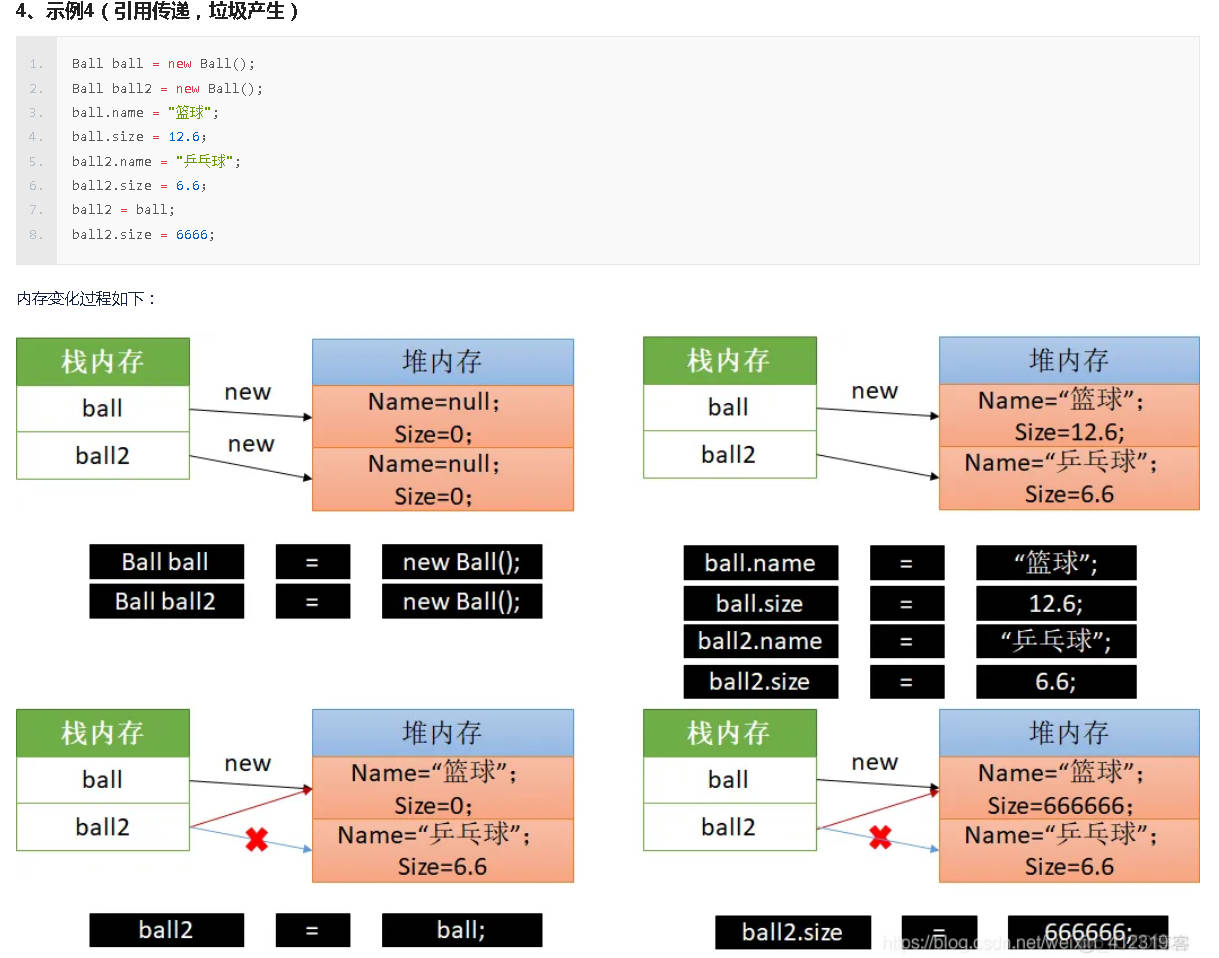 4、示例4（引用传递，垃圾产生）
1. Ball ball = new Ball();
2. Ball ball2 = new Ball();
3. ball.name = "篮球";
4. ball.size = 12.6;
5. ball2.name = "乒乓球";
6. ball2.size = 6.6;
7. ball2 = ball;
8. ball2.size = 6666;
内存变化过程如下：
栈内存
ball
ball2
new
new
堆内存
Name=null;
Size=0;
Name=null;
Size=0;
Ball ball = new Ball();
Ball ball2 = new Ball();
栈内存
ball
ball2
new
堆内存
Name=“篮球”;
Size=12.6;
Name=“乒乓球”;
Size=6.6
ball.name = “篮球”;
ball.size = 12.6;
ball2.name = “乒乓球”;
ball2.size = 6.6;
栈内存
ball
ball2
new
堆内存
Name=“篮球”;
Size=0;
Name=“乒乓球”;
Size=6.6
ball2 = ball;
栈内存
ball
ball2
new
堆内存
Name=“篮球”;
Size=666666;
Name=“乒乓球”;
Size=6.6
ball2.size = 666666;